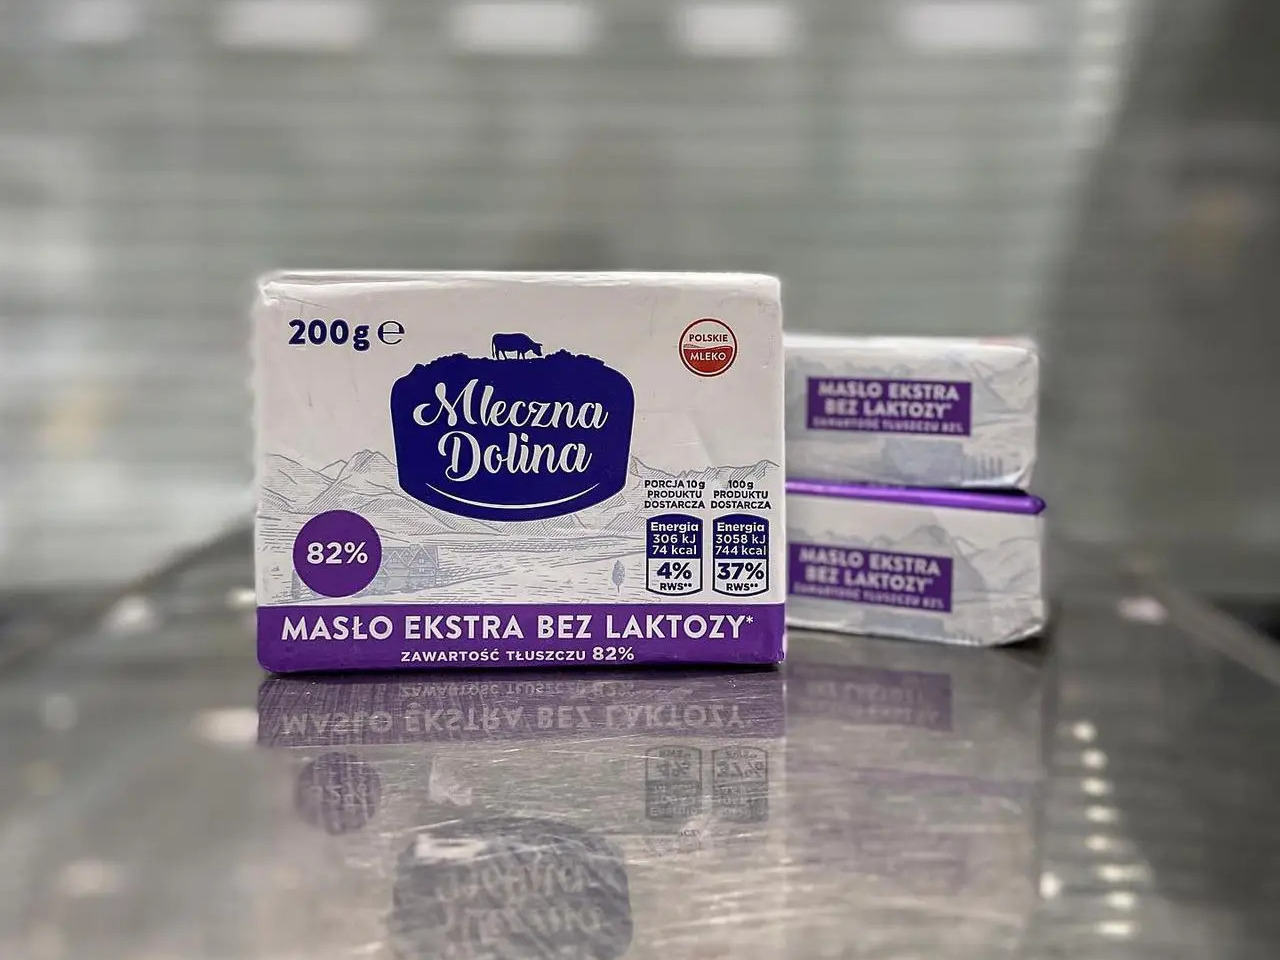 200g ℮
POLSKIE
MLEKO
Mleczna
Dolina
PORCJA 10g
PRODUKTU
DOSTARCZA
Energia
306 kJ
74 kcal
4%
RWS**
100g
PRODUKTU
DOSTARCZA
Energia
3058 kJ
744 kcal
37%
RWS**
82%
MASŁO EKSTRA BEZ LAKTOZY*
ZAWARTOŚĆ TŁUSZCZU 82%
MASŁO EKSTRA
BEZ LAKTOZY*
ZAWARTOŚĆ TŁUSZCZU 82%
MASŁO EKSTRA
BEZ LAKTOZY*
ZAWARTOŚĆ TŁUSZCZU 82%